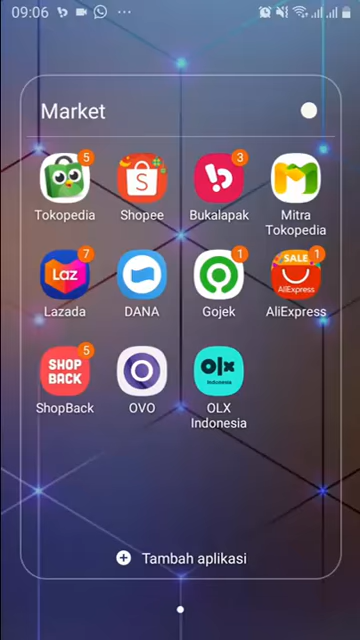 09:06
Market
5
3
Tokopedia
Shopee
Bukalapak
Mitra
Tokopedia
7
1
SALE
1
Laz
AliExpress
Lazada
DANA
Gojek
AliExpress
5
SHOP
BACK
olx
Indonesia
ShopBack
OVO
OLX
Indonesia
Tambah aplikasi